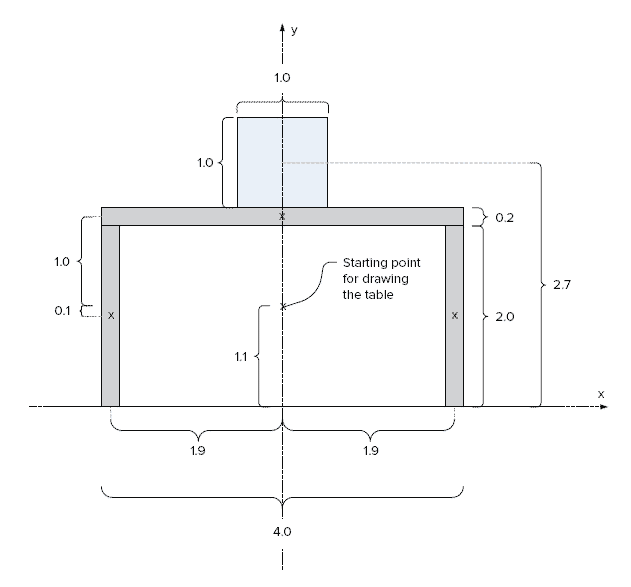 y
1.0
1.0
x
0.2
1.0
Starting point
for drawing
the table
x
2.7
0.1
x
x
2.0
1.1
x
1.9
1.9
4.0